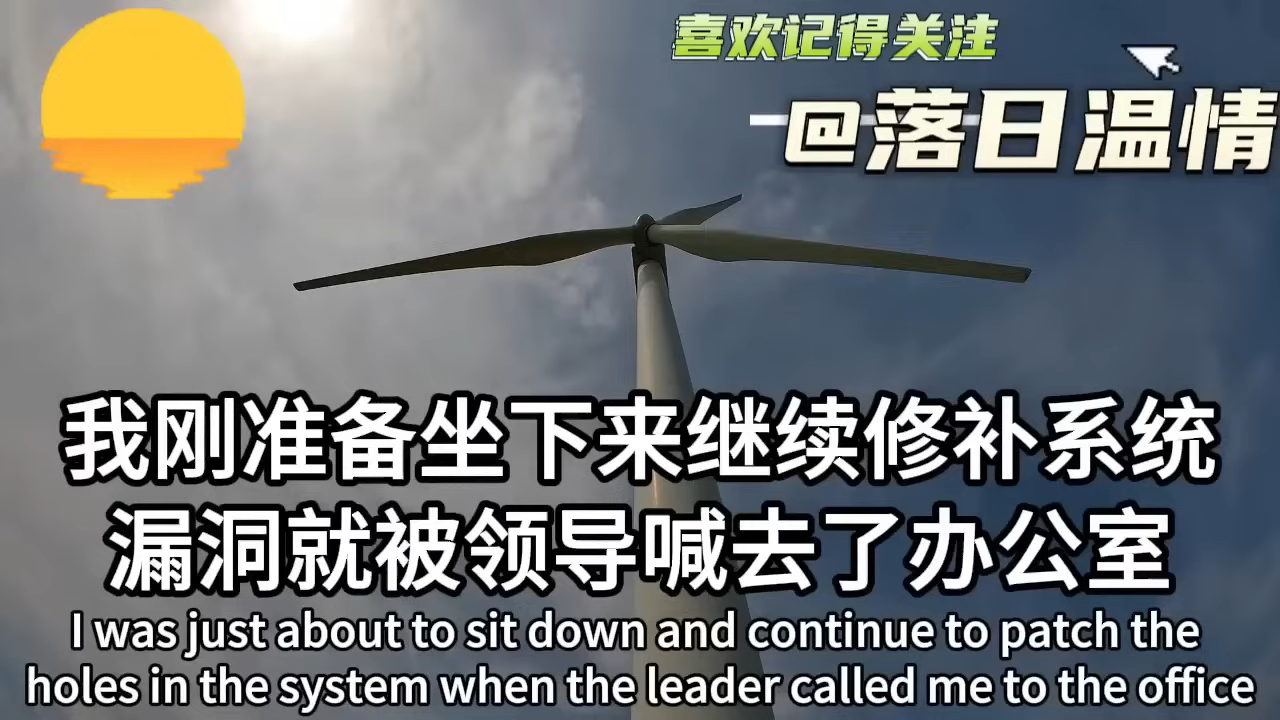 喜欢记得关注
@落日温情
我刚准备坐下来继续修补系统
漏洞就被领导喊去了办公室
I was just about to sit down and continue to patch the
holes in the system when the leader called me to the office